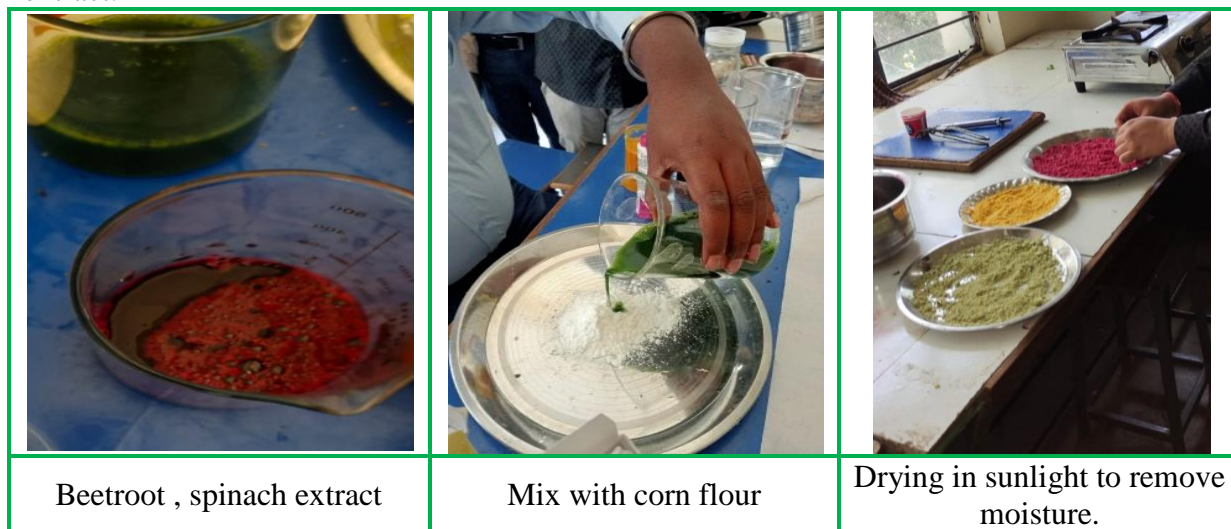 Beetroot , spinach extract
Mix with corn flour
Drying in sunlight to remove
moisture.